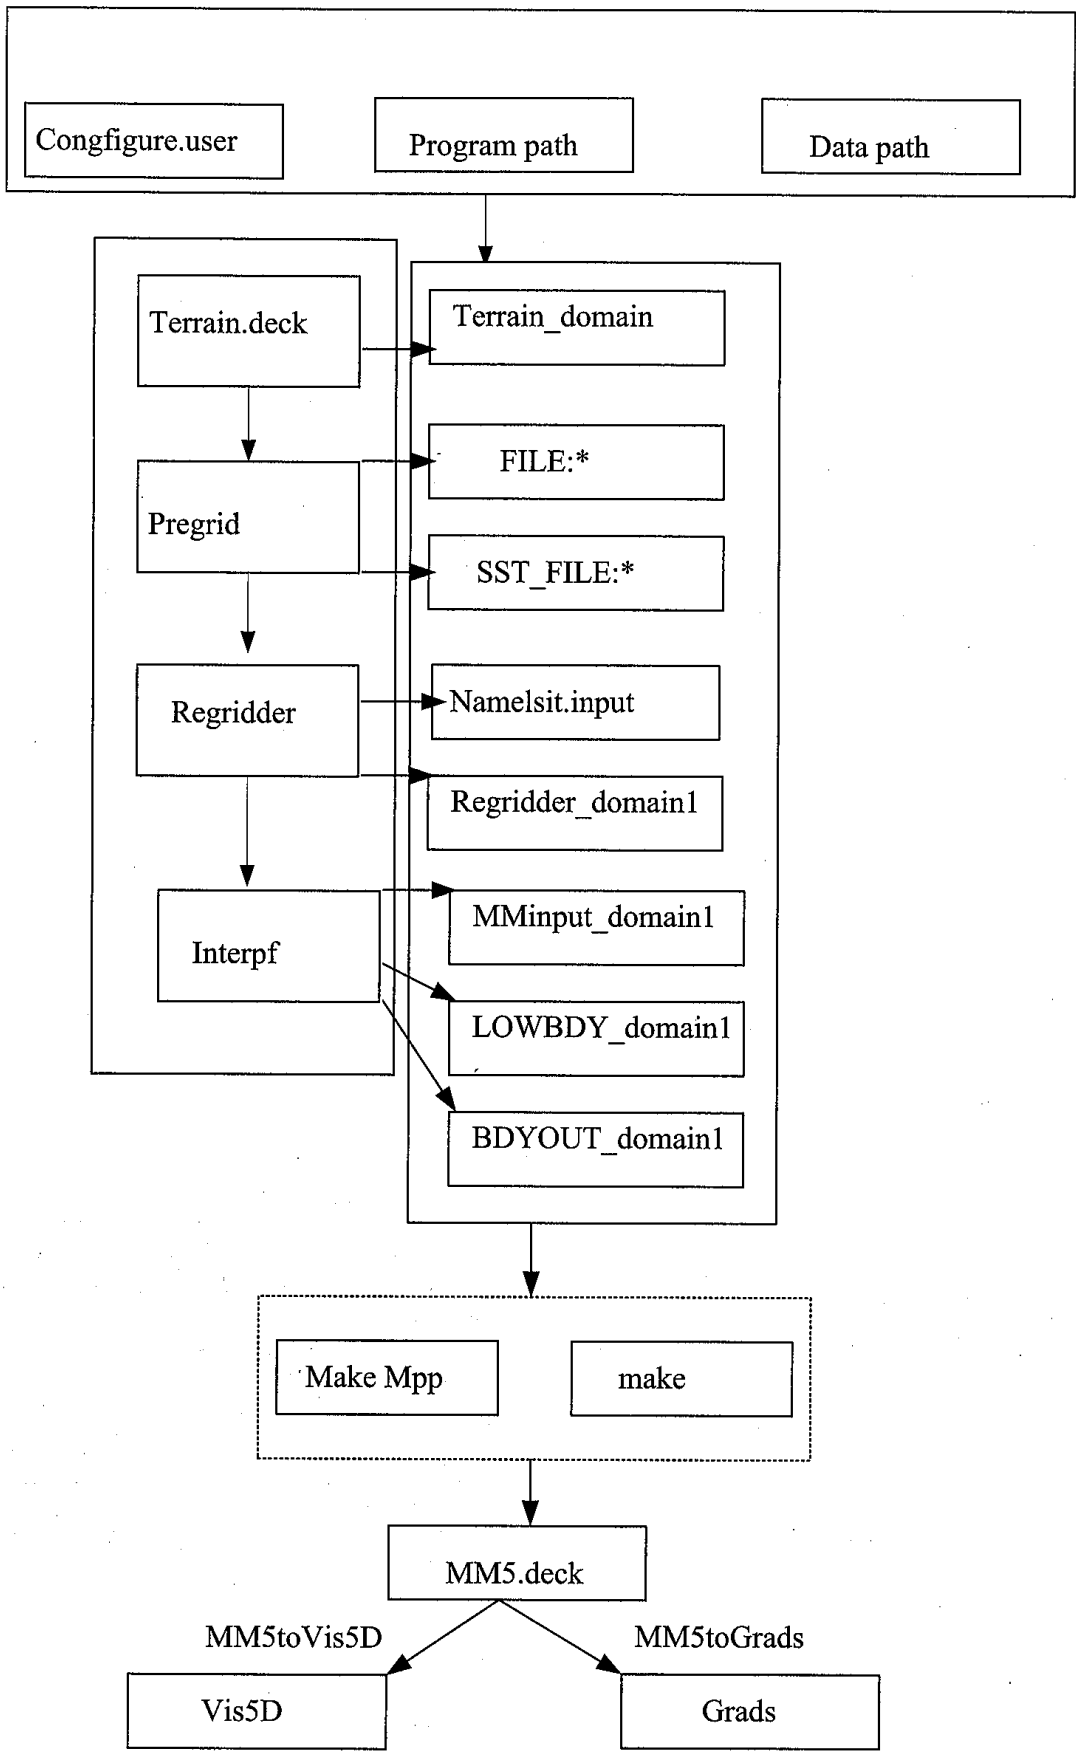 Congfigure.user
Program path
Data path
Terrain.deck
Terrain_domain
FILE:*
Pregrid
SST_FILE:*
Regridder
Namelsit.input
Regridder_domain1
MMinput_domain1
Interpf
LOWBDY_domain1
BDYOUT_domain1
Make Mpp
make
MM5.deck
MM5toVis5D
MM5toGrads
Vis5D
Grads